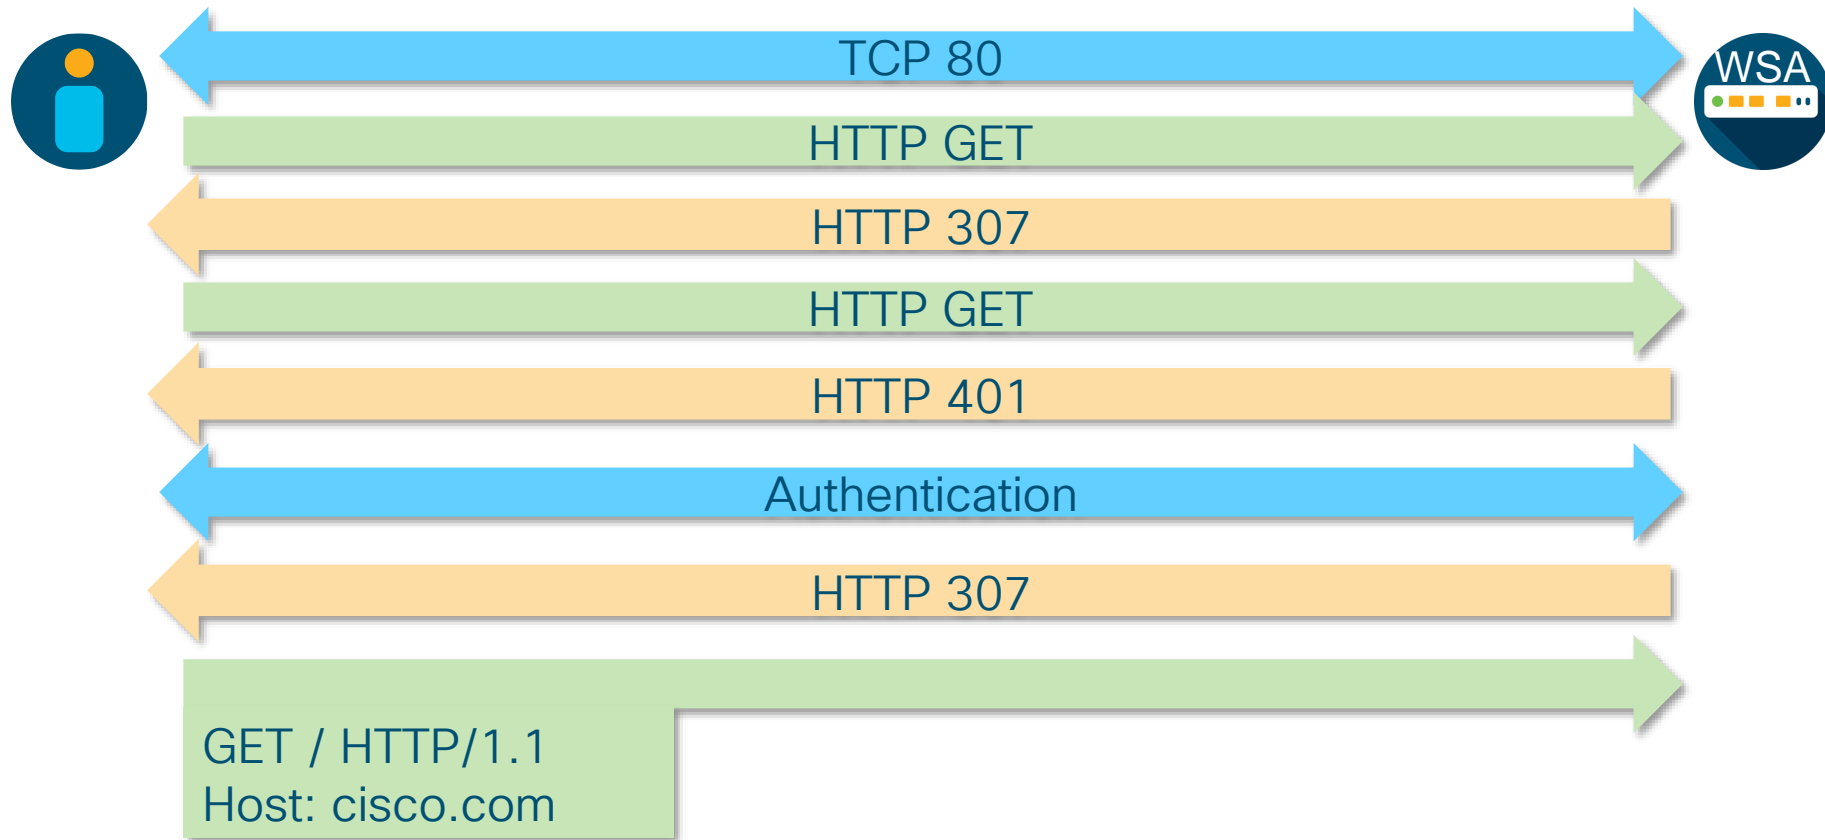 TCP 80
WSA
HTTP GET
HTTP 307
HTTP GET
HTTP 401
Authentication
HTTP 307
GET / HTTP/1.1
Host: cisco.com